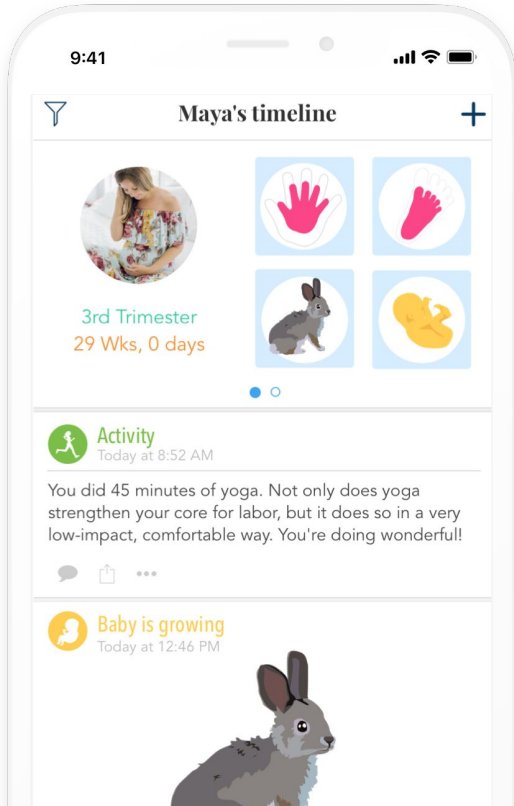 9:41
Maya's timeline
3rd Trimester
29 Wks, 0 days
Activity
Today at 8:52 AM
You did 45 minutes of yoga. Not only does yoga
strengthen your core for labor, but it does so in a very
low-impact, comfortable way. You're doing wonderful!
Baby is growing
Today at 12:46 PM